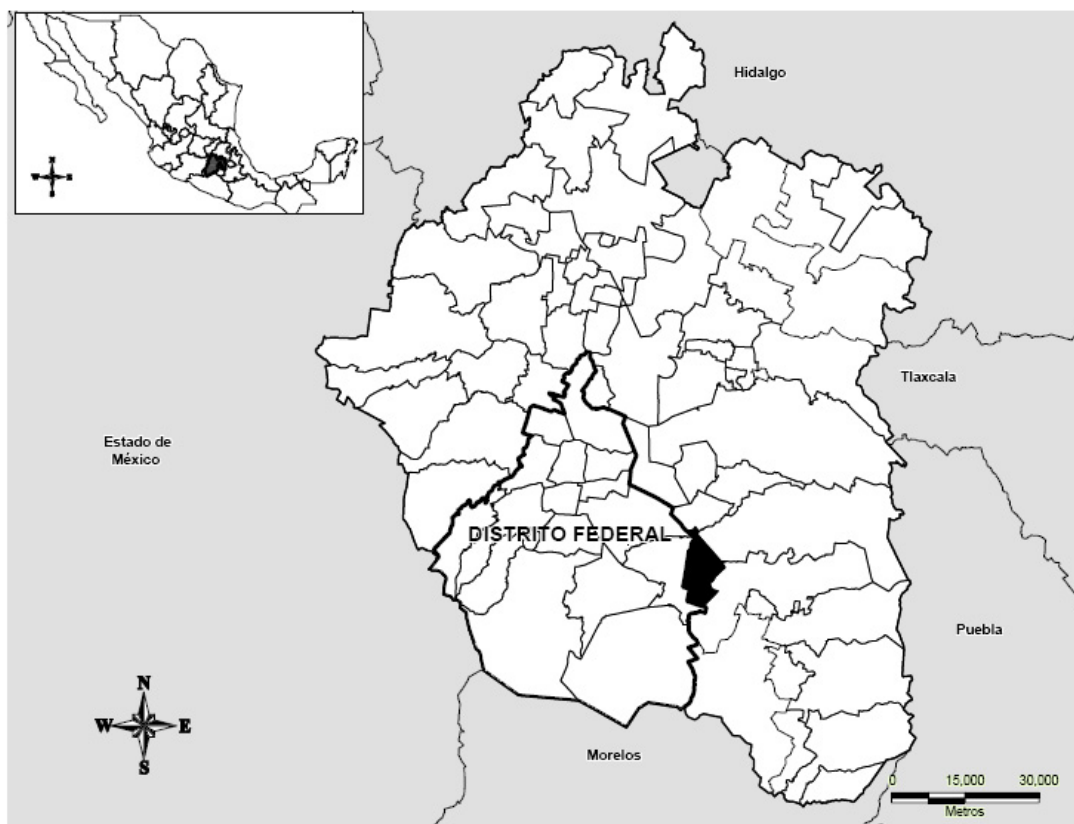 N
W E
S
Hidalgo
Tlaxcala
Estado de
México
DISTRITO FEDERAL
Puebla
N
W E
S
Morelos
0 15,000 30,000
Metros